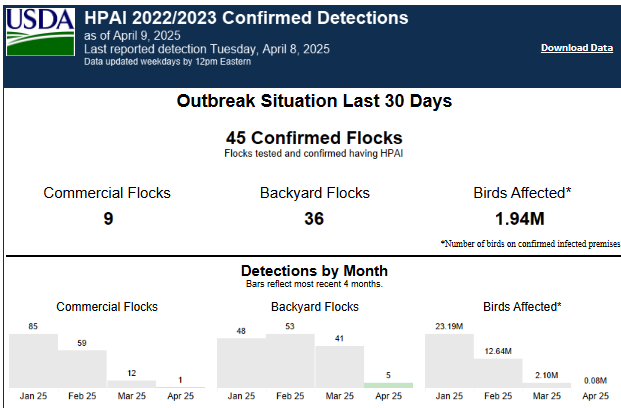 USDA
HPAI 2022/2023 Confirmed Detections
as of April 9, 2025
Last reported detection Tuesday, April 8, 2025
Data updated weekdays by 12pm Eastern
Download Data
Outbreak Situation Last 30 Days
45 Confirmed Flocks
Flocks tested and confirmed having HPAI
Commercial Flocks Backyard Flocks Birds Affected*
9 36 1.94M
*Number of birds on confirmed infected premises
Detections by Month
Bars reflect most recent 4 months.
Commercial Flocks
85
59
12
1
Jan 25 Feb 25 Mar 25 Apr 25
Backyard Flocks
48
53
41
5
Jan 25 Feb 25 Mar 25 Apr 25
Birds Affected*
23.19M
12.64M
2.10M
0.08M
Jan 25 Feb 25 Mar 25 Apr 25